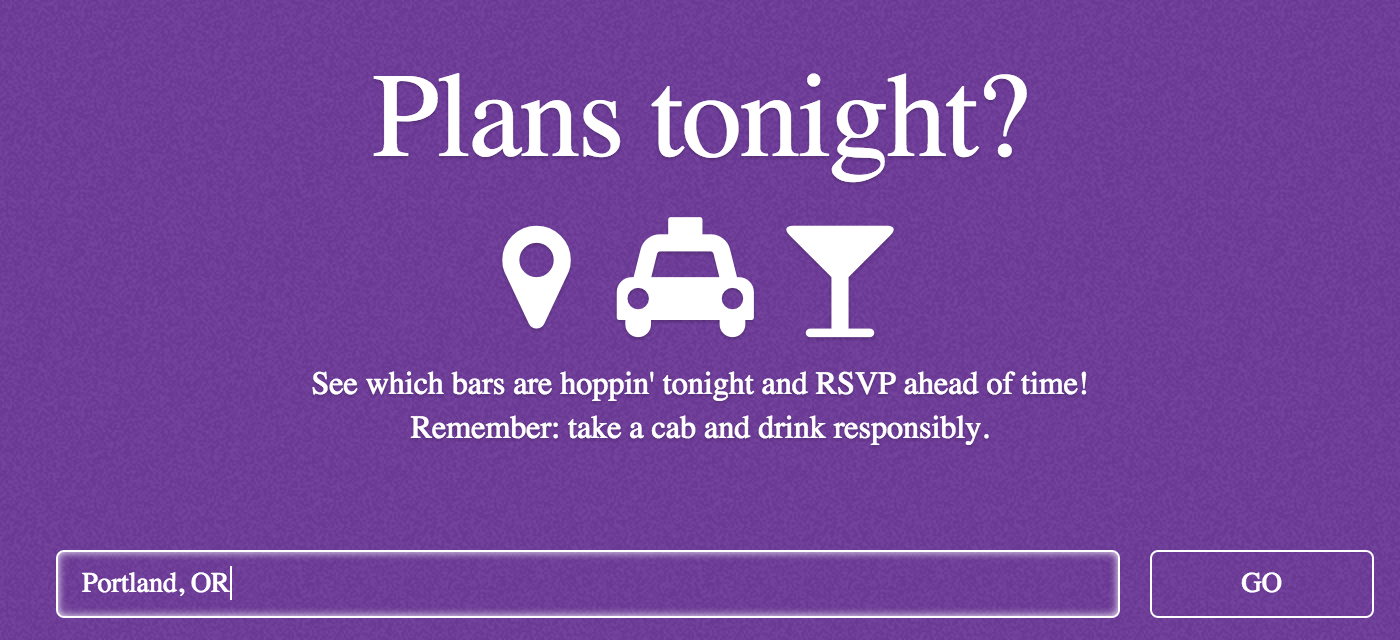 Plans tonight?
See which bars are hoppin' tonight and RSVP ahead of time!
Remember: take a cab and drink responsibly.
Portland, OR
GO